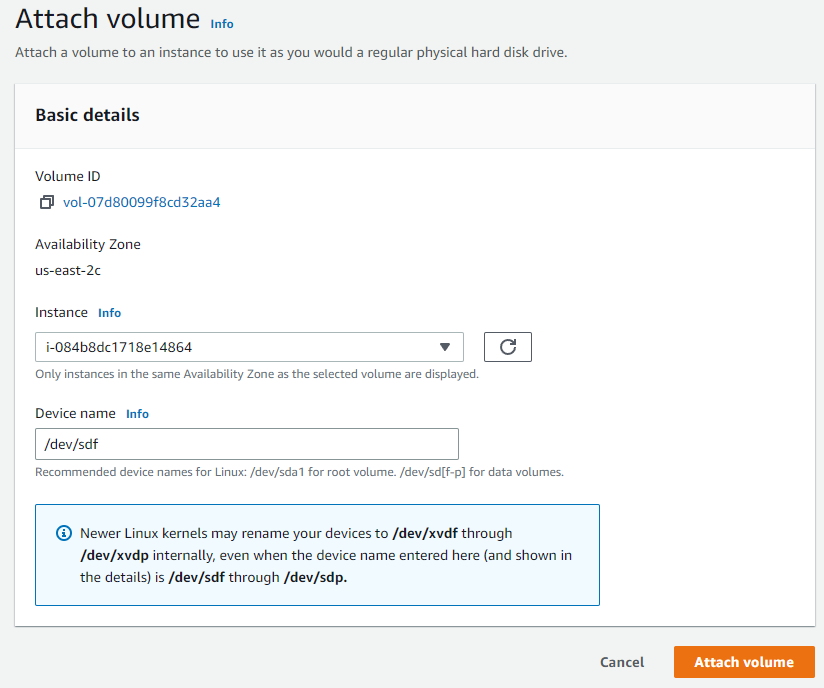 Attach volume Info
Attach a volume to an instance to use it as you would a regular physical hard disk drive.
Basic details
Volume ID
vol-07d80099f8cd32aa4
Availability Zone
us-east-2c
Instance Info
i-084b8dc1718e14864
Only instances in the same Availability Zone as the selected volume are displayed.
Device name Info
/dev/sdf
Recommended device names for Linux: /dev/sda1 for root volume. /dev/sd[f-p] for data volumes.
Newer Linux kernels may rename your devices to /dev/xvdf through
/dev/xvdp internally, even when the device name entered here (and shown in
the details) is /dev/sdf through /dev/sdp.
Cancel
Attach volume